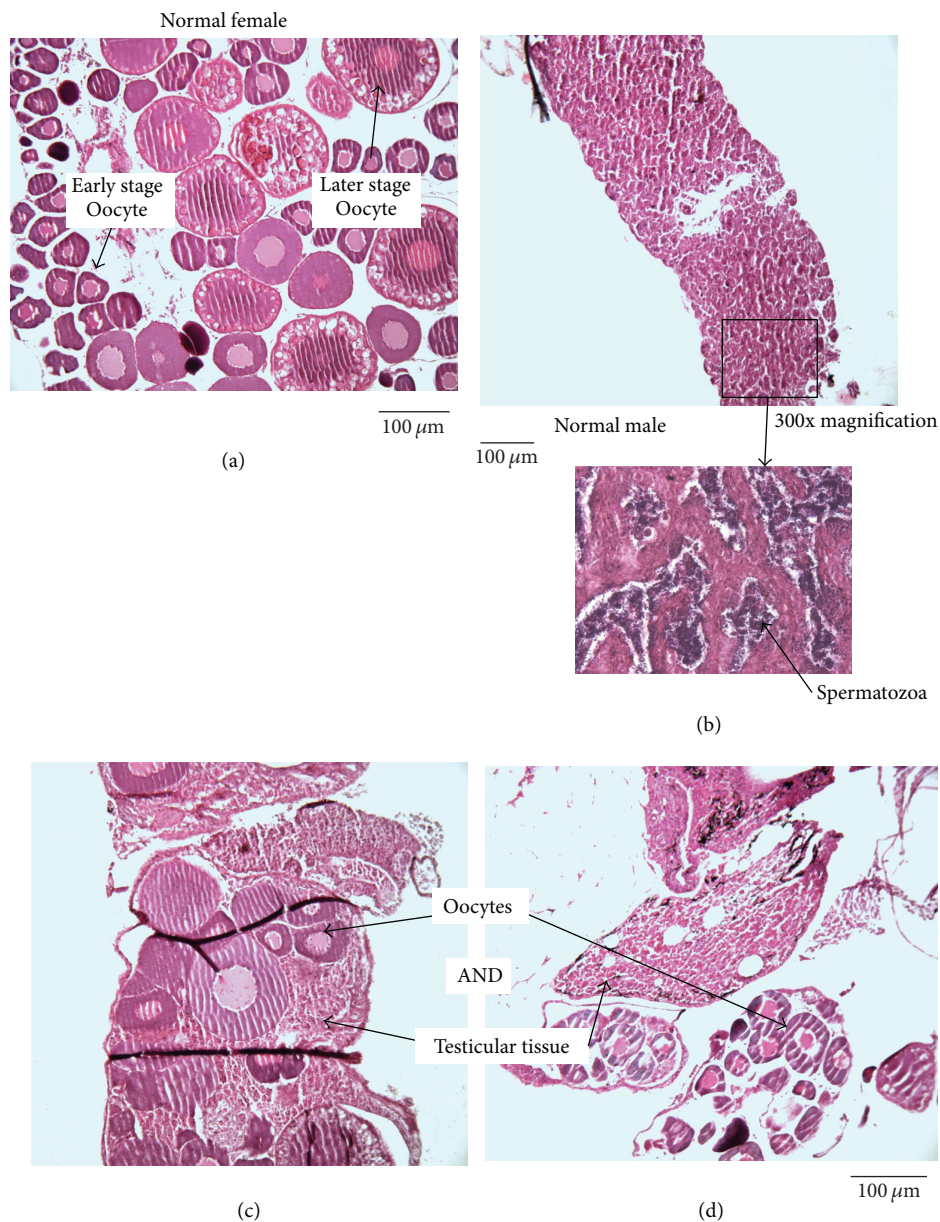 Normal female
Early stage
Oocyte
Later stage
Oocyte
100 μm
(a)
Normal male
100 μm
300x magnification
Spermatozoa
(b)
Oocytes
AND
Testicular tissue
(c)
100 μm
(d)